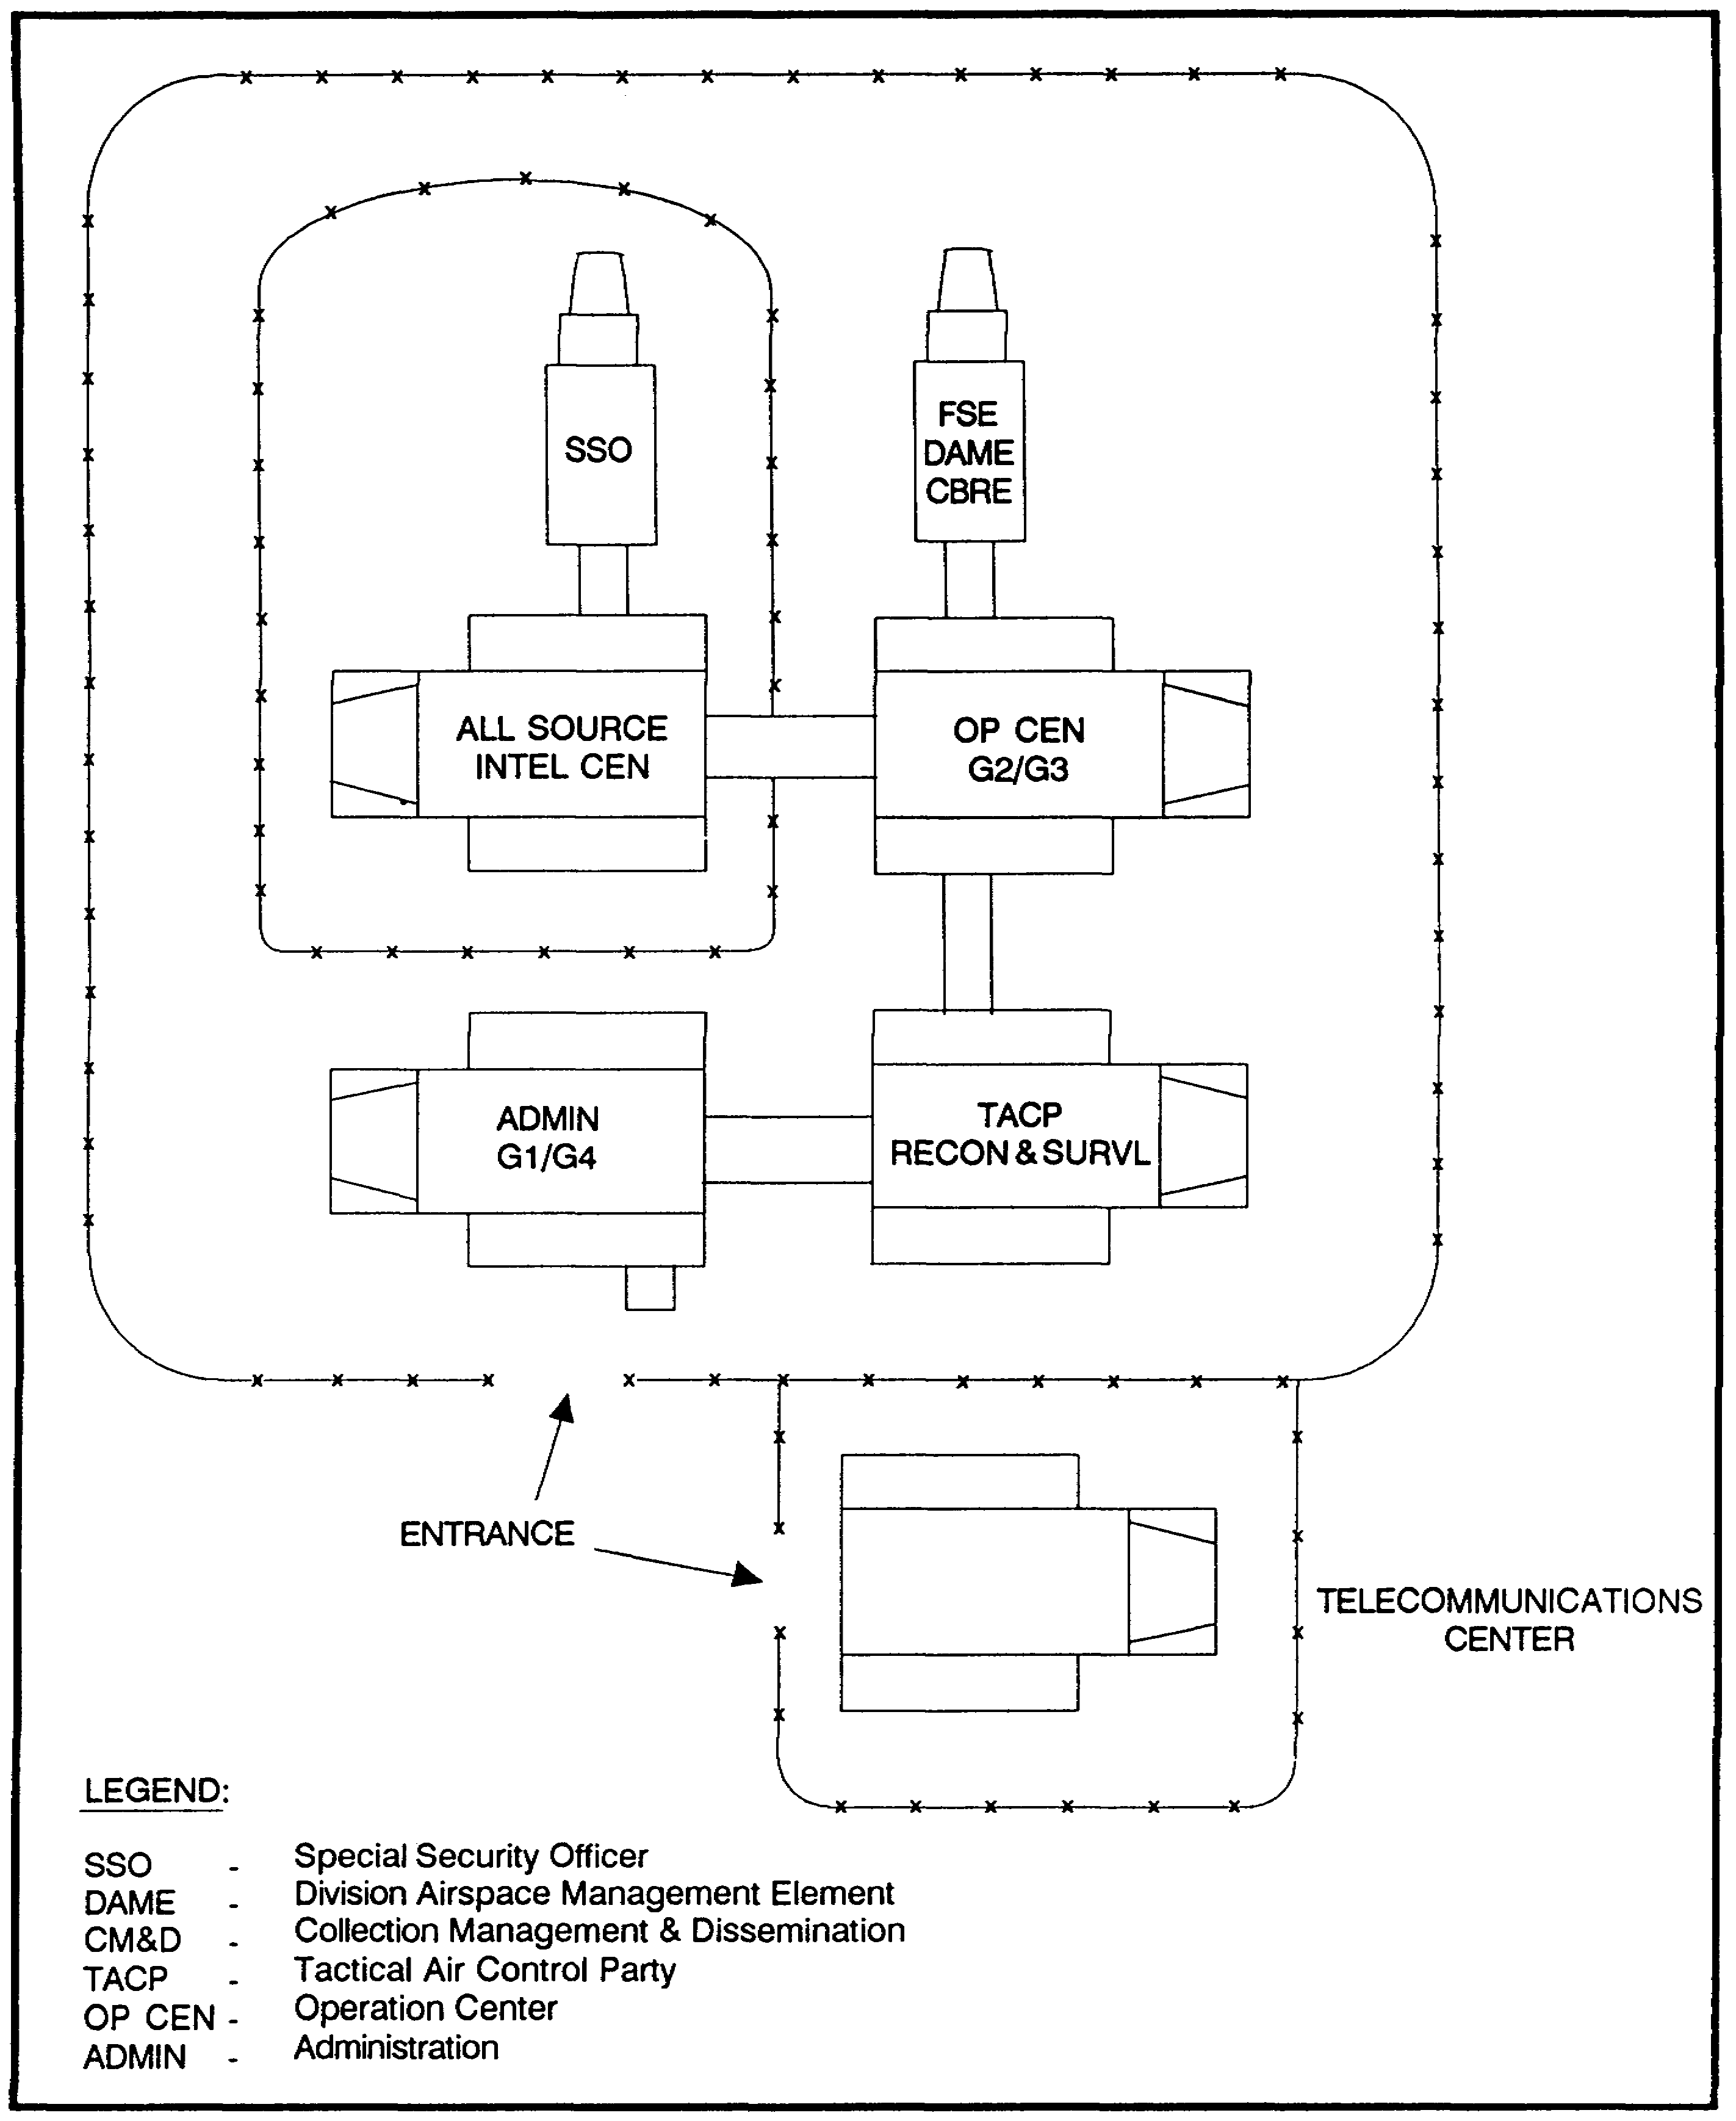 SSO
FSE
DAME
CBRE
ALL SOURCE
INTEL CEN
OP CEN
G2/G3
ADMIN
G1/G4
TACP
RECON & SURVL
ENTRANCE
TELECOMMUNICATIONS
CENTER
LEGEND:
SSO - Special Security Officer
DAME - Division Airspace Management Element
CM&D - Collection Management & Dissemination
TACP - Tactical Air Control Party
OP CEN - Operation Center
ADMIN - Administration